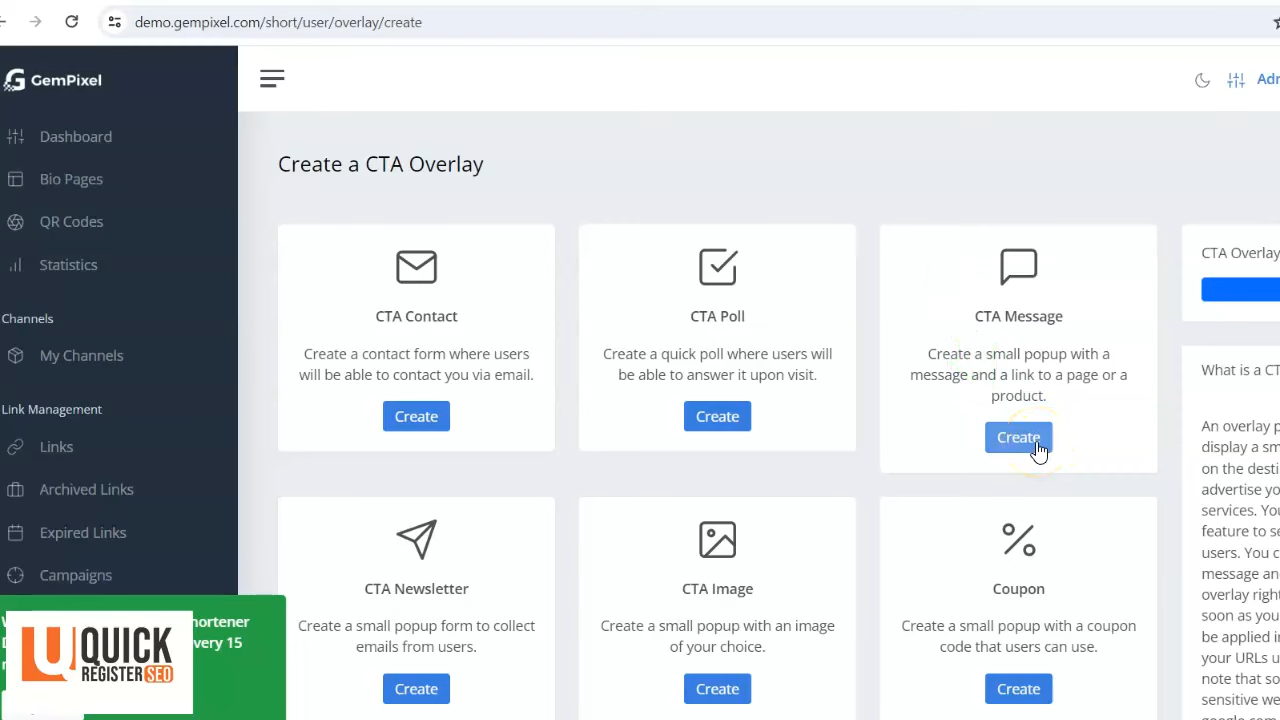 demo.gempixel.com/short/user/overlay/create
GemPixel
Dashboard
Bio Pages
QR Codes
Statistics
Channels
My Channels
Link Management
Links
Archived Links
Expired Links
Campaigns
hortener
very 15
QUICK
REGISTERSEO
Create a CTA Overlay
CTA Contact
Create a contact form where users
will be able to contact you via email.
Create
CTA Poll
Create a quick poll where users will
be able to answer it upon visit.
Create
CTA Message
Create a small popup with a
message and a link to a page or a
product.
Create
CTA Newsletter
Create a small popup form to collect
emails from users.
Create
CTA Image
Create a small popup with an image
of your choice.
Create
Coupon
Create a small popup with a coupon
code that users can use.
Create
Adr
CTA Overlay
What is a CT
An overlay p
display a sm
on the desti
advertise yo
services. You
feature to se
users. You c
message an
overlay right
soon as you
be applied i
your URLs u
note that so
sensitive we